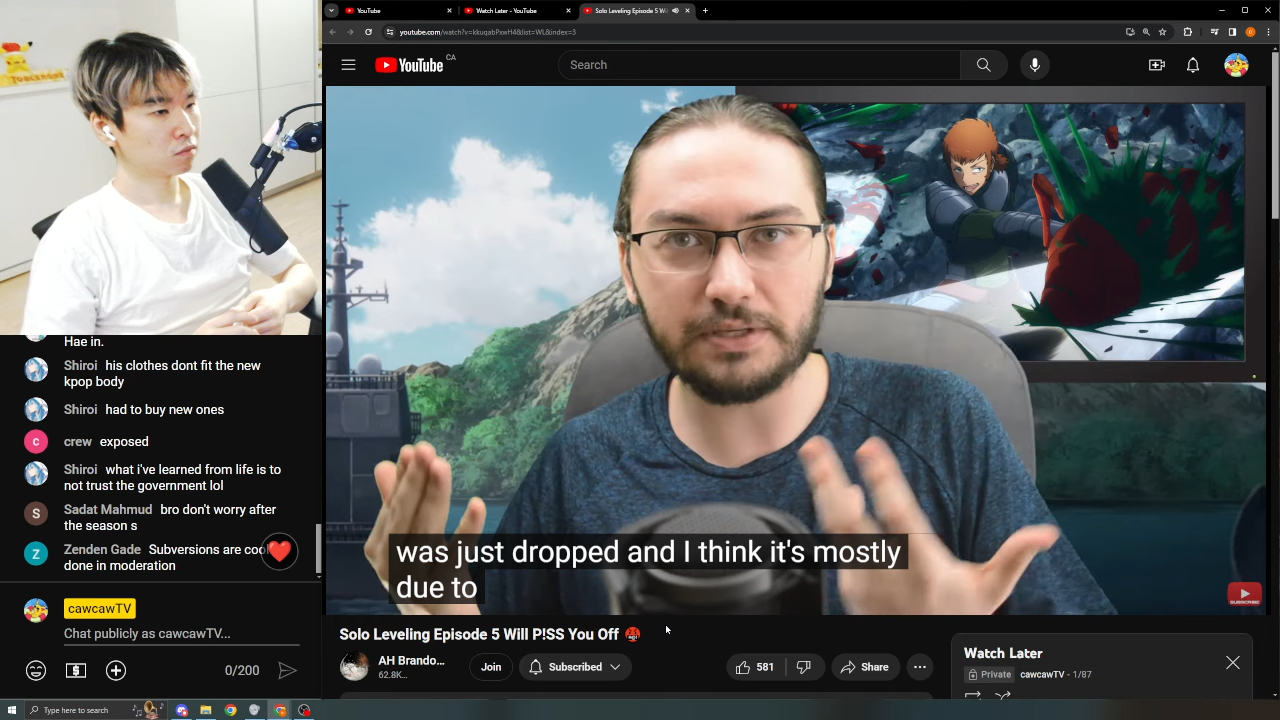 YouTube
Watch Later - YouTube
Solo Leveling Episode 5 W
youtube.com/watch?v=kkuqabPxwH4&list=WL&index=3
YouTube CA
Search
Hae in.
Shiroi his clothes dont fit the new
kpop body
Shiroi had to buy new ones
crew exposed
Shiroi what i've learned from life is to
not trust the government lol
Sadat Mahmud bro don't worry after
the season s
Zenden Gade Subversions are coo
done in moderation
cawcawTV
Chat publicly as cawcawTV...
0/200
was just dropped and I think it's mostly
due to
SUBSCRIBE
Solo Leveling Episode 5 Will P!SS You Off
AH Brando...
62.8K...
Join
Subscribed
581
Share
Watch Later
Private cawcawTV - 1/87
Type here to search